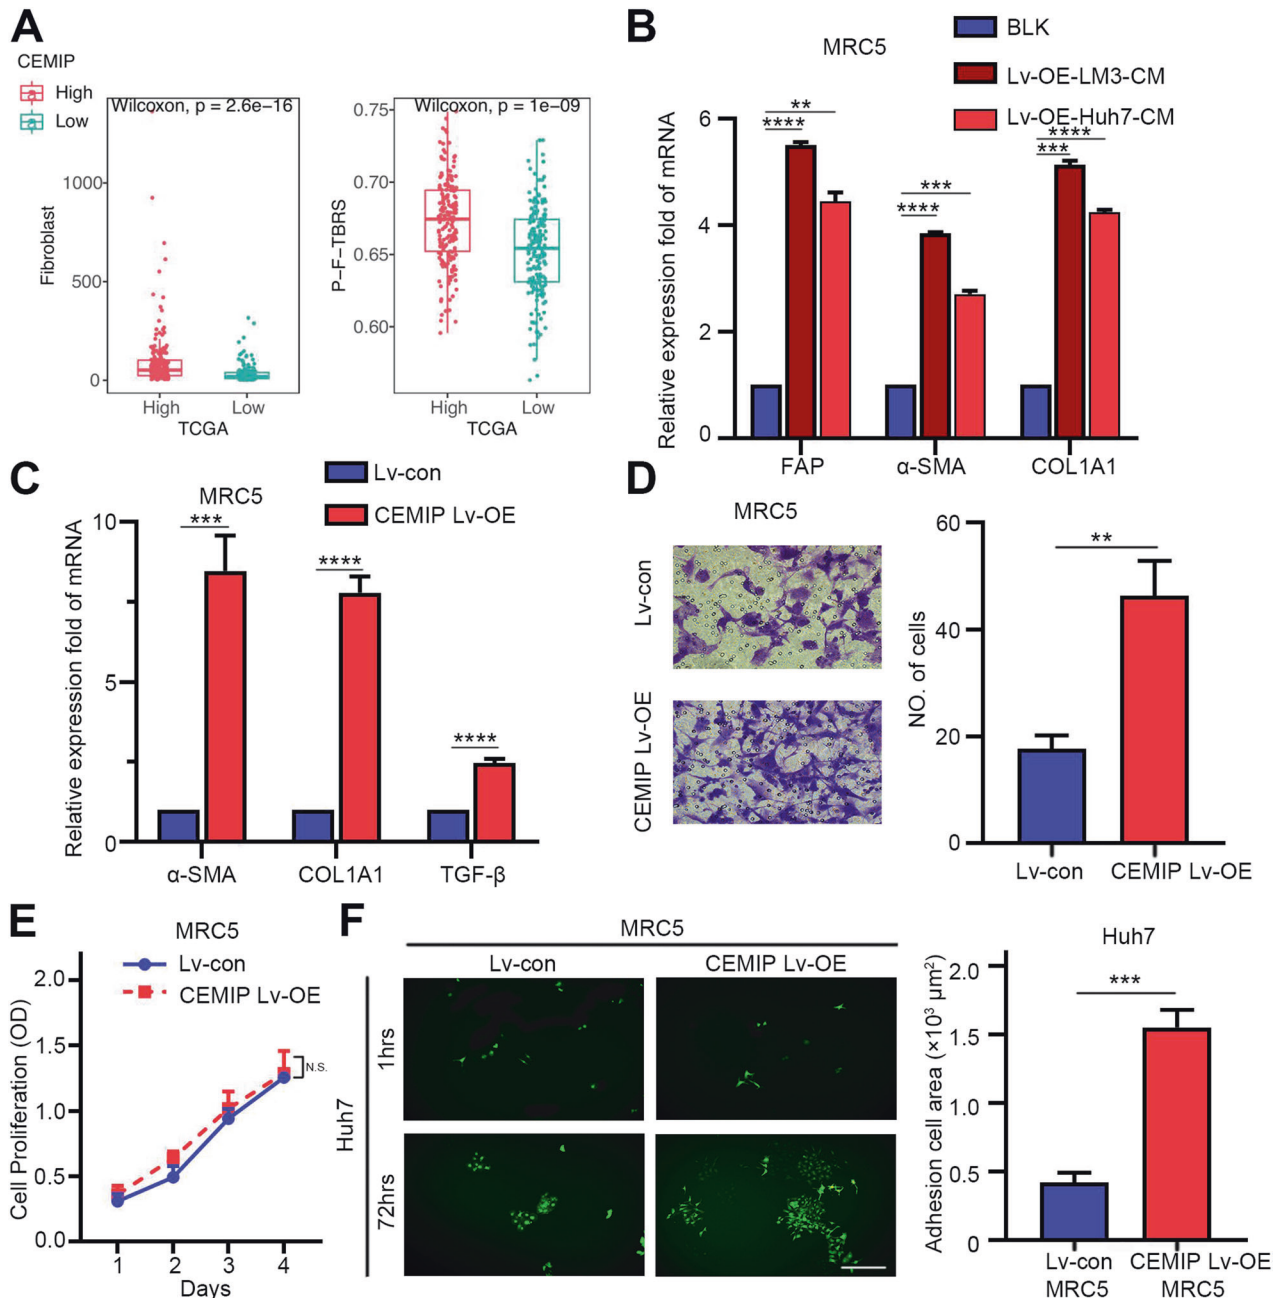 A
CEMIP
High
Low
Wilcoxon, p = 2.6e−16
Fibroblast
1000
500
0
High
Low
TCGA
Wilcoxon, p = 1e−09
P−F−TBRS
0.75
0.70
0.65
0.60
High
Low
TCGA
B
MRC5
BLK
Lv-OE-LM3-CM
Lv-OE-Huh7-CM
Relative expression fold of mRNA
6
4
2
0
**
****
***
****
****
***
FAP
α-SMA
COL1A1
C
MRC5
Lv-con
CEMIP Lv-OE
Relative expression fold of mRNA
10
5
0
***
****
****
α-SMA
COL1A1
TGF-β
D
MRC5
Lv-con
CEMIP Lv-OE
NO. of cells
60
40
20
0
**
Lv-con
CEMIP Lv-OE
E
MRC5
Lv-con
CEMIP Lv-OE
Cell Proliferation (OD)
2.0
1.5
1.0
0.5
0.0
N.S.
1
2
3
4
Days
F
MRC5
Lv-con
CEMIP Lv-OE
Huh7
1hrs
72hrs
Huh7
Adhesion cell area (×10³ μm²)
2.0
1.5
1.0
0.5
0
***
Lv-con
MRC5
CEMIP Lv-OE
MRC5